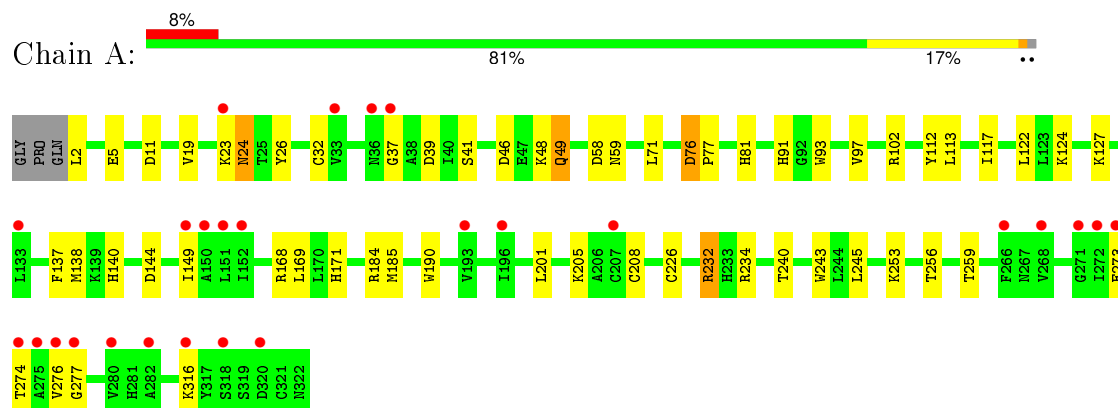 8%
Chain A:
81% 17% ••
GLY PRO GLN L2 E5 D11 V19 K23 N24 T25 Y26 C32 V33 N36 G37 A38 D39 I40 S41 D46 E47 K48 Q49 D58 N59 L71 D76 P77 H81 H91 G92 W93 V97 R102 Y112 L113 I117 L122 L123 K124 K127
L133 F137 M138 K139 H140 D144 I149 A150 L151 I152 R168 L169 L170 H171 R184 M185 W190 V193 I196 L201 K205 A206 C207 C208 C226 R232 H233 R234 T240 W243 L244 L245 K253 T256 T259 F266 N267 V268 G271 I272 E273
T274 A275 V276 G277 V280 H281 A282 K316 Y317 S318 S319 D320 C321 N322